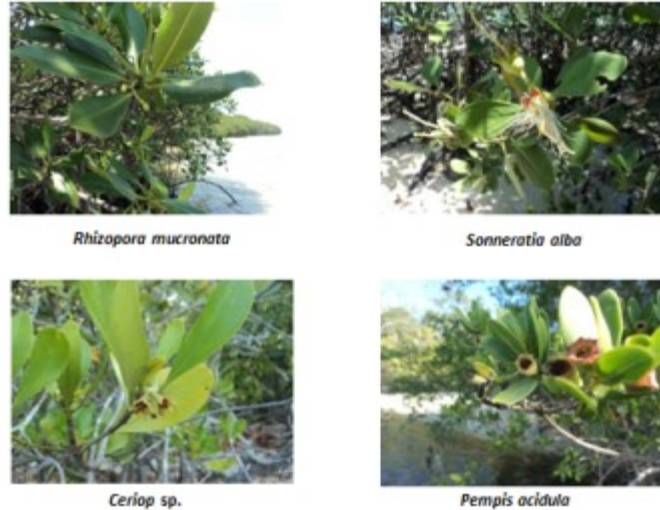 Rhizopora mucronata
Sonneratia alba
Ceriop sp.
Pempis acidula